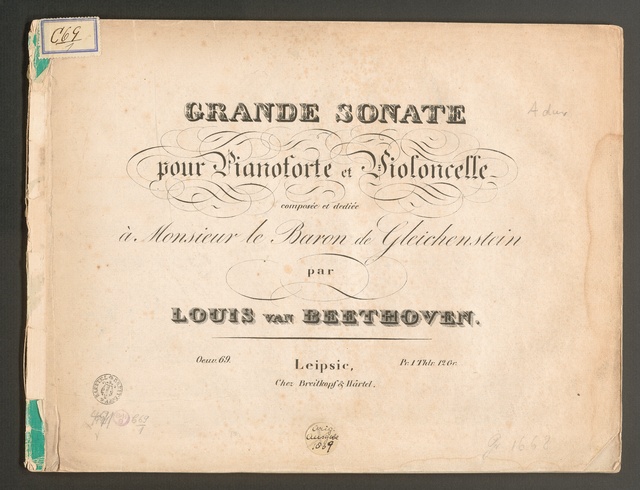 C69
GRANDE SONATE
A due
pour Pianoforte et Violoncelle
composée et dediée
à Monsieur le Baron de Gleichenstein
par
LOUIS VAN BEETHOVEN.
Oeuv. 69.
Leipsic,
Pr. 1 Thlr. 12 Gr.
Chez Breitkopf & Härtel.